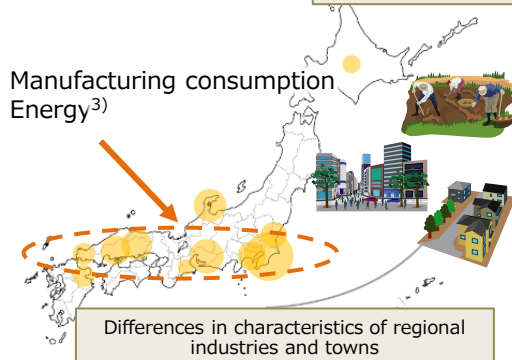 Manufacturing consumption
Energy3)
Differences in characteristics of regional
industries and towns